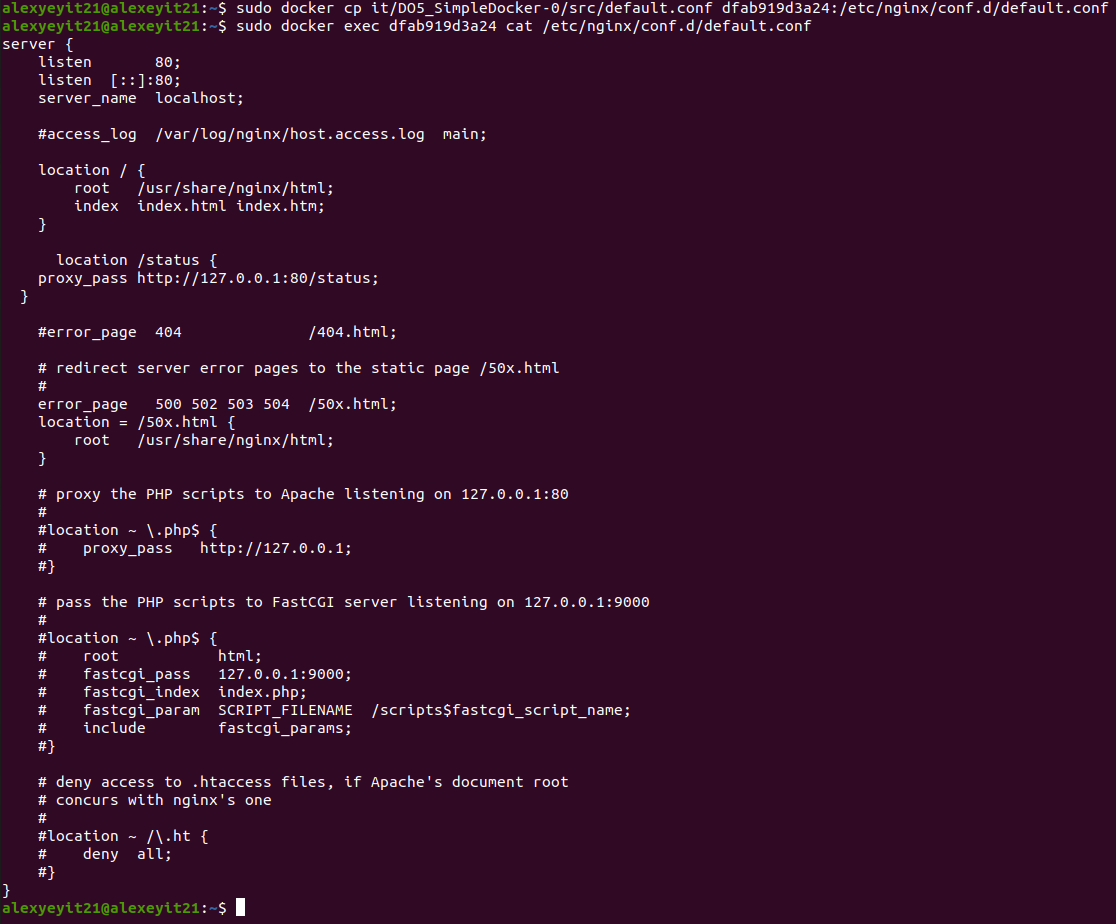 alexyeyit21@alexeyit21:~$ sudo docker cp it/DO5_SimpleDocker-0/src/default.conf dfab919d3a24:/etc/nginx/conf.d/default.conf
alexyeyit21@alexeyit21:~$ sudo docker exec dfab919d3a24 cat /etc/nginx/conf.d/default.conf
server {
    listen       80;
    listen  [::]:80;
    server_name  localhost;

    #access_log  /var/log/nginx/host.access.log  main;

    location / {
        root   /usr/share/nginx/html;
        index  index.html index.htm;
    }

      location /status {
    proxy_pass http://127.0.0.1:80/status;
  }

    #error_page  404              /404.html;

    # redirect server error pages to the static page /50x.html
    #
    error_page   500 502 503 504  /50x.html;
    location = /50x.html {
        root   /usr/share/nginx/html;
    }

    # proxy the PHP scripts to Apache listening on 127.0.0.1:80
    #
    #location ~ \.php$ {
    #    proxy_pass   http://127.0.0.1;
    #}

    # pass the PHP scripts to FastCGI server listening on 127.0.0.1:9000
    #
    #location ~ \.php$ {
    #    root           html;
    #    fastcgi_pass   127.0.0.1:9000;
    #    fastcgi_index  index.php;
    #    fastcgi_param  SCRIPT_FILENAME  /scripts$fastcgi_script_name;
    #    include        fastcgi_params;
    #}

    # deny access to .htaccess files, if Apache's document root
    # concurs with nginx's one
    #
    #location ~ /\.ht {
    #    deny  all;
    #}
}
alexyeyit21@alexeyit21:~$